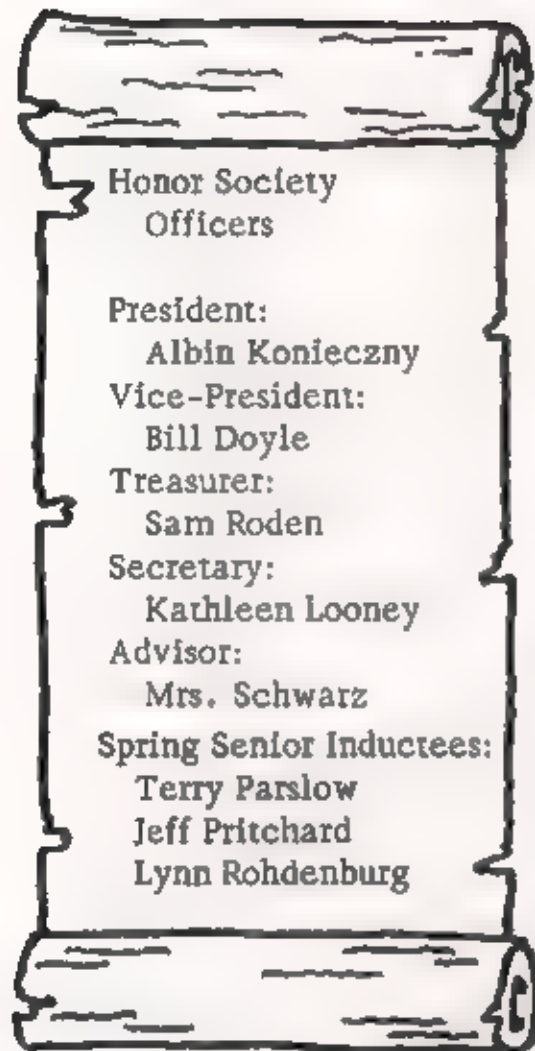 Honor Society
Officers
President:
Albin Konieczny
Vice-President:
Bill Doyle
Treasurer:
Sam Roden
Secretary:
Kathleen Looney
Advisor:
Mrs. Schwarz
Spring Senior Inductees:
Terry Parslow
Jeff Pritchard
Lynn Rohdenburg